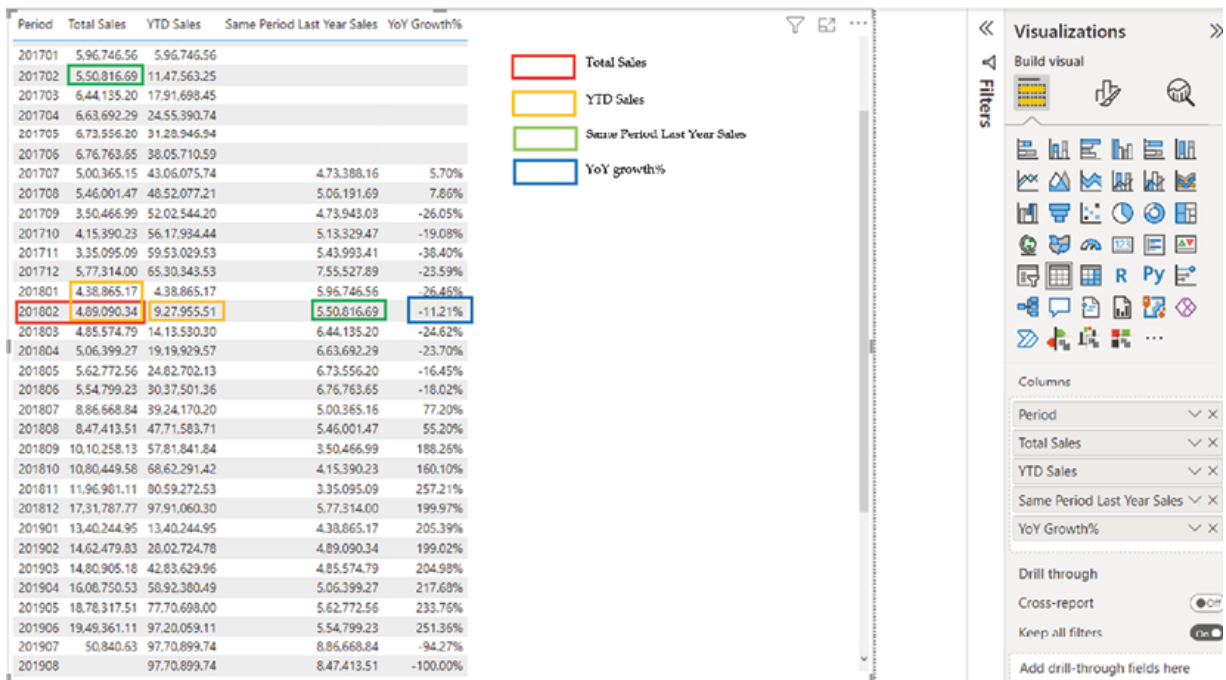 Period Total Sales YTD Sales Same Period Last Year Sales YoY Growth%
201701 5,96,746.56 5,96,746.56
201702 5,50,816.69 11,47,563.25
201703 6,44,135.20 17,91,698.45
201704 6,63,692.29 24,55,390.74
201705 6,73,556.20 31,28,946.94
201706 6,76,763.65 38,05,710.59
201707 5,00,365.15 43,06,075.74 4,73,388.16 5.70%
201708 5,46,001.47 48,52,077.21 5,06,191.69 7.86%
201709 3,50,466.99 52,02,544.20 4,73,943.03 -26.05%
201710 4,15,390.23 56,17,934.44 5,13,329.47 -19.08%
201711 3,35,095.09 59,53,029.53 5,43,993.41 -38.40%
201712 5,77,314.00 65,30,343.53 7,55,527.89 -23.59%
201801 4,38,865.17 4,38,865.17 5,96,746.56 -26.46%
201802 4,89,090.34 9,27,955.51 5,50,816.69 -11.21%
201803 4,85,574.79 14,13,530.30 6,44,135.20 -24.62%
201804 5,06,399.27 19,19,929.57 6,63,692.29 -23.70%
201805 5,62,772.56 24,82,702.13 6,73,556.20 -16.45%
201806 5,54,799.23 30,37,501.36 6,76,763.65 -18.02%
201807 8,86,668.84 39,24,170.20 5,00,365.16 77.20%
201808 8,47,413.51 47,71,583.71 5,46,001.47 55.20%
201809 10,10,258.13 57,81,841.84 3,50,466.99 188.26%
201810 10,80,449.58 68,62,291.42 4,15,390.23 160.10%
201811 11,96,981.11 80,59,272.53 3,35,095.09 257.21%
201812 17,31,787.77 97,91,060.30 5,77,314.00 199.97%
201901 13,40,244.95 13,40,244.95 4,38,865.17 205.39%
201902 14,62,479.83 28,02,724.78 4,89,090.34 199.02%
201903 14,80,905.18 42,83,629.96 4,85,574.79 204.98%
201904 16,08,750.53 58,92,380.49 5,06,399.27 217.68%
201905 18,78,317.51 77,70,698.00 5,62,772.56 233.76%
201906 19,49,361.11 97,20,059.11 5,54,799.23 251.36%
201907 50,840.63 97,70,899.74 8,86,668.84 -94.27%
201908 97,70,899.74 8,47,413.51 -100.00%
Total Sales
YTD Sales
Same Period Last Year Sales
YoY growth%
Filters
Visualizations
Build visual
123
R Py
Columns
Period
Total Sales
YTD Sales
Same Period Last Year Sales
YoY Growth%
Drill through
Cross-report
Off
Keep all filters
On
Add drill-through fields here